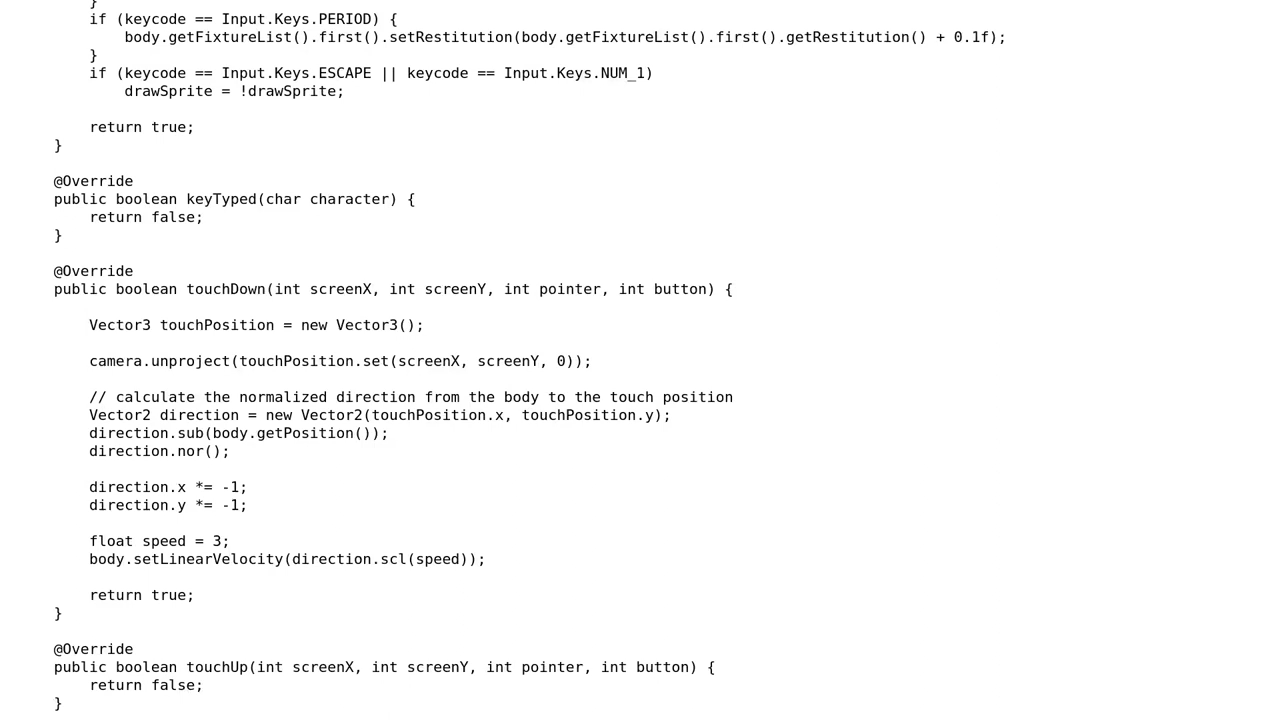 }
    if (keycode == Input.Keys.PERIOD) {
        body.getFixtureList().first().setRestitution(body.getFixtureList().first().getRestitution() + 0.1f);
    }
    if (keycode == Input.Keys.ESCAPE || keycode == Input.Keys.NUM_1)
        drawSprite = !drawSprite;

    return true;
}

@Override
public boolean keyTyped(char character) {
    return false;
}

@Override
public boolean touchDown(int screenX, int screenY, int pointer, int button) {

    Vector3 touchPosition = new Vector3();

    camera.unproject(touchPosition.set(screenX, screenY, 0));

    // calculate the normalized direction from the body to the touch position
    Vector2 direction = new Vector2(touchPosition.x, touchPosition.y);
    direction.sub(body.getPosition());
    direction.nor();

    direction.x *= -1;
    direction.y *= -1;

    float speed = 3;
    body.setLinearVelocity(direction.scl(speed));

    return true;
}

@Override
public boolean touchUp(int screenX, int screenY, int pointer, int button) {
    return false;
}